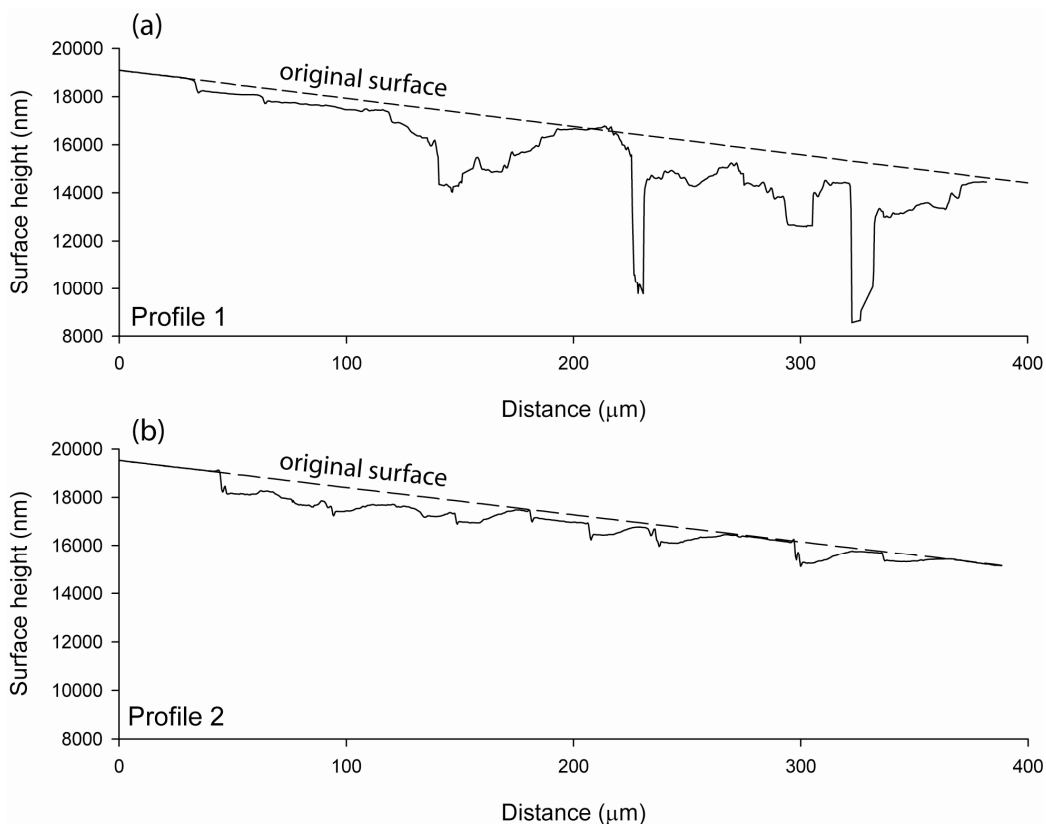 (a)
20000
18000
16000
14000
12000
10000
8000
Surface height (nm)
original surface
Profile 1
0 100 200 300 400
Distance (μm)
(b)
20000
18000
16000
14000
12000
10000
8000
Surface height (nm)
original surface
Profile 2
0 100 200 300 400
Distance (μm)